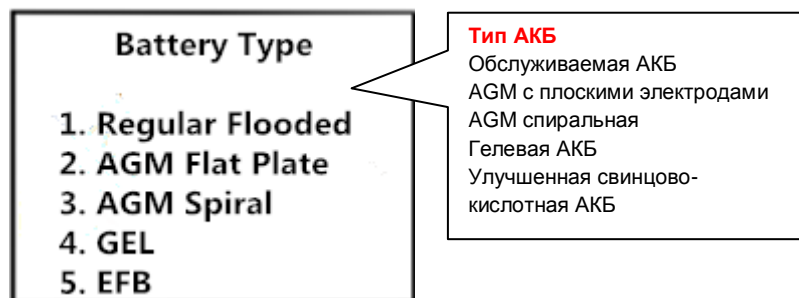 Battery Type
1. Regular Flooded
2. AGM Flat Plate
3. AGM Spiral
4. GEL
5. EFB
Тип АКБ
Обслуживаемая АКБ
AGM с плоскими электродами
AGM спиральная
Гелевая АКБ
Улучшенная свинцово-
кислотная АКБ